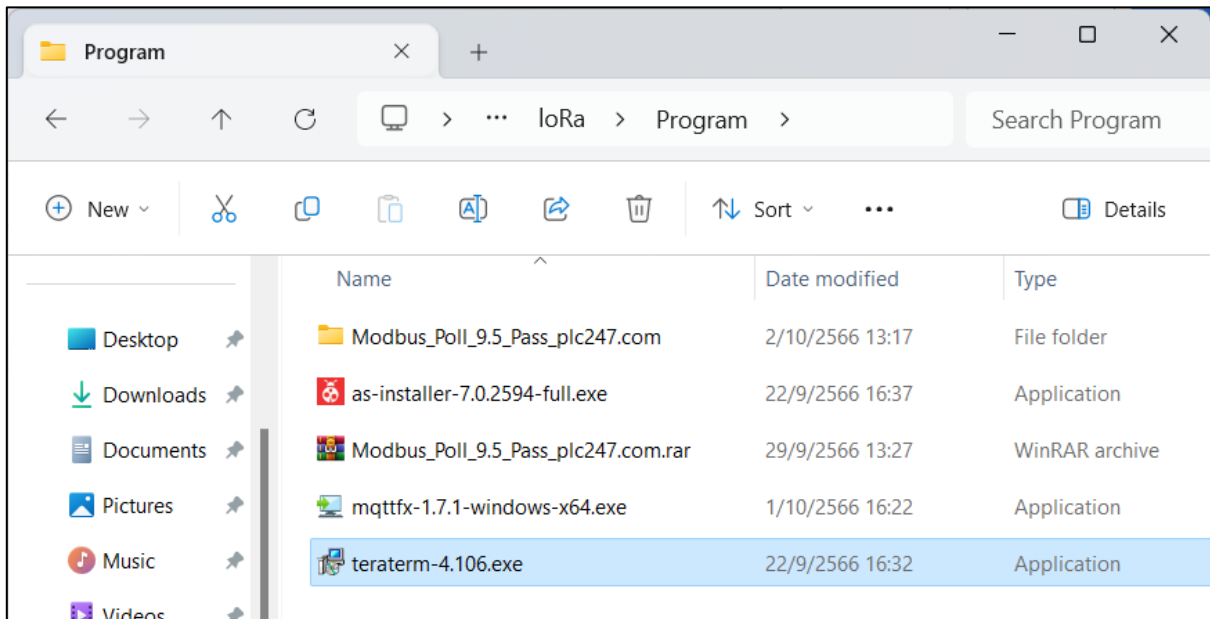 Program
loRa Program Search Program
New Sort Details
Name Date modified Type
Desktop Modbus_Poll_9.5_Pass_plc247.com 2/10/2566 13:17 File folder
Downloads as-installer-7.0.2594-full.exe 22/9/2566 16:37 Application
Documents Modbus_Poll_9.5_Pass_plc247.com.rar 29/9/2566 13:27 WinRAR archive
Pictures mqttfx-1.7.1-windows-x64.exe 1/10/2566 16:22 Application
Music teraterm-4.106.exe 22/9/2566 16:32 Application
Videos